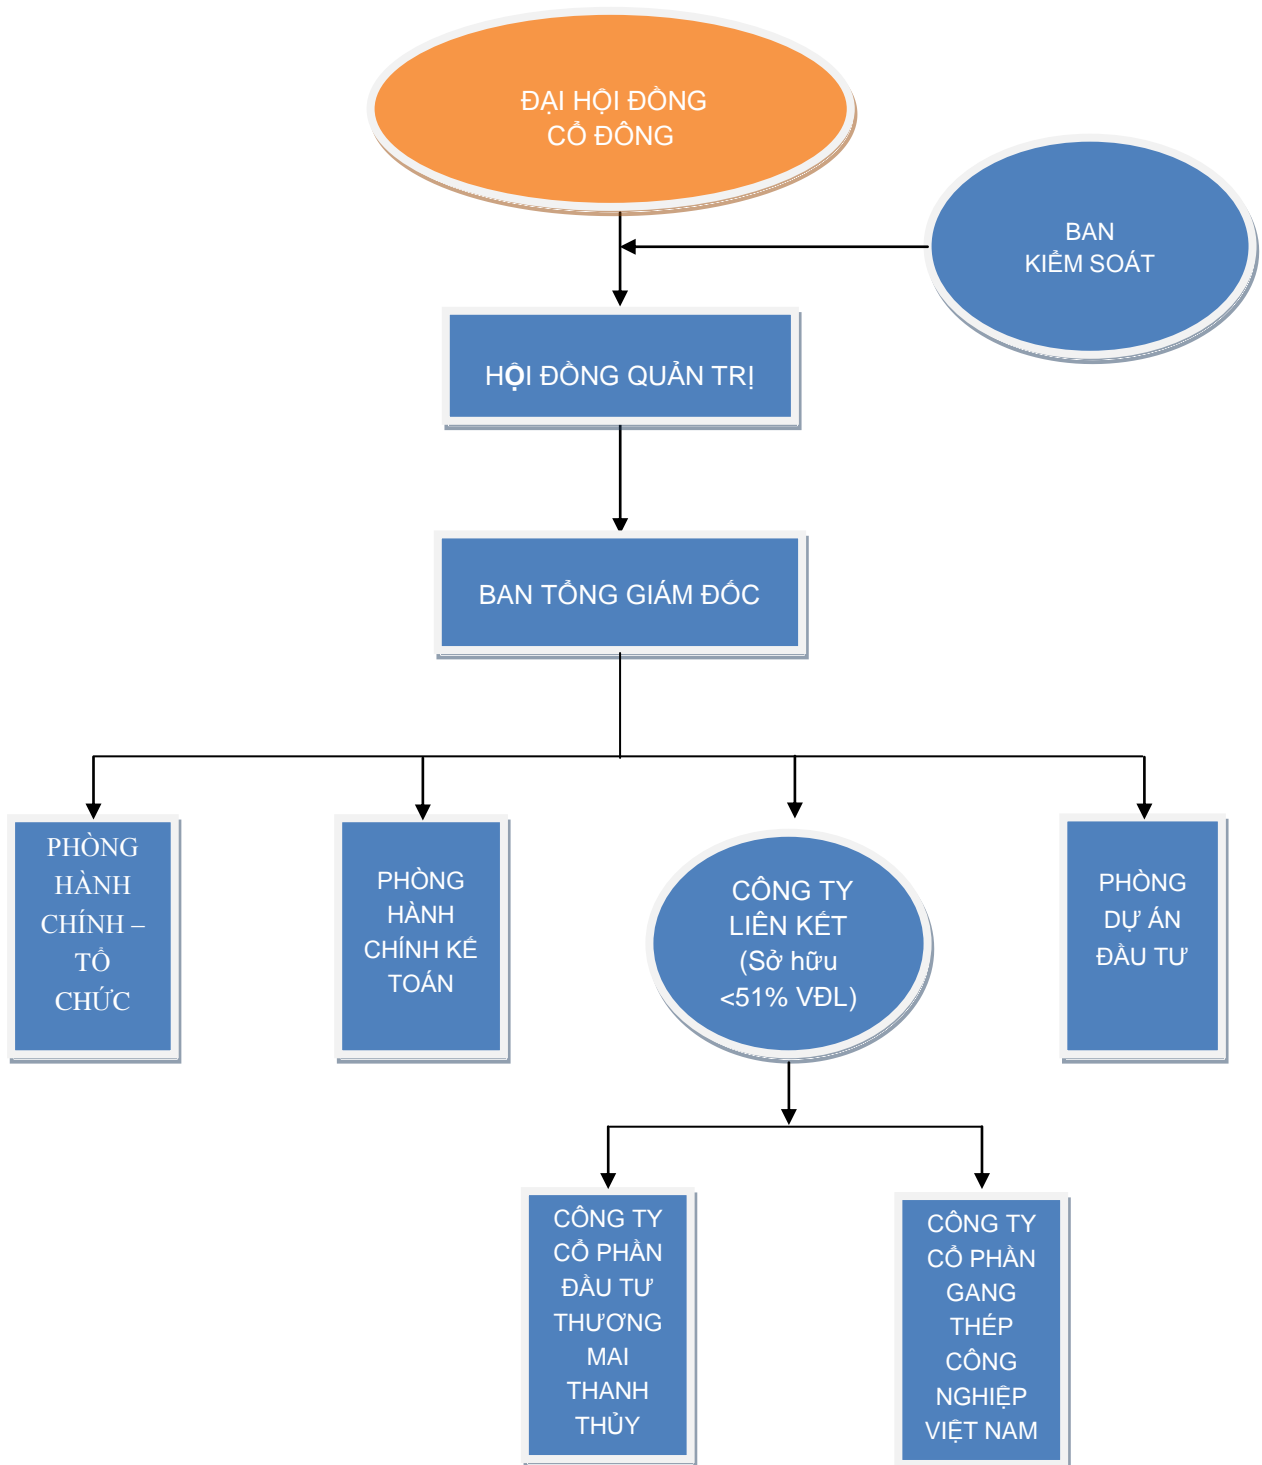 ĐẠI HỘI ĐỒNG
CỔ ĐÔNG
BAN
KIỂM SOÁT
HỘI ĐỒNG QUẢN TRỊ
BAN TỔNG GIÁM ĐỐC
PHÒNG
HÀNH
CHÍNH –
TỔ
CHỨC
PHÒNG
HÀNH
CHÍNH KẾ
TOÁN
CÔNG TY
LIÊN KẾT
(Sở hữu
<51% VĐL)
PHÒNG
DỰ ÁN
ĐẦU TƯ
CÔNG TY
CỔ PHẦN
ĐẦU TƯ
THƯƠNG
MAI
THANH
THỦY
CÔNG TY
CỔ PHẦN
GANG
THÉP
CÔNG
NGHIỆP
VIỆT NAM